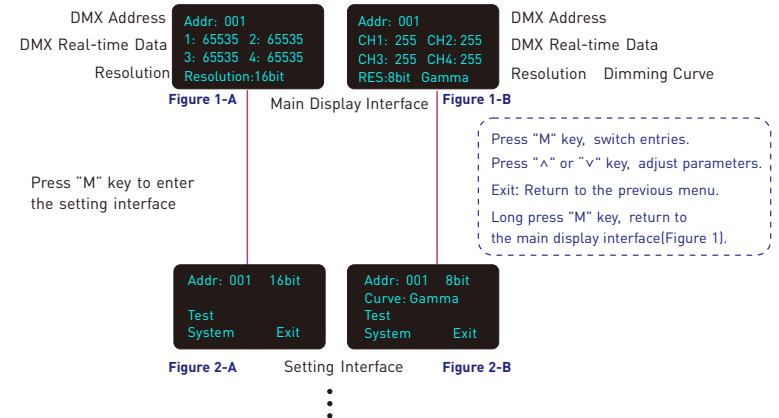 DMX Address
DMX Real-time Data
Resolution
Addr: 001
1: 65535 2: 65535
3: 65535 4: 65535
Resolution:16bit
Figure 1-A
Main Display Interface
Addr: 001
CH1: 255 CH2: 255
CH3: 255 CH4: 255
RES:8bit Gamma
Figure 1-B
DMX Address
DMX Real-time Data
Resolution Dimming Curve
Press "M" key, switch entries.
Press "∧" or "∨" key, adjust parameters.
Exit: Return to the previous menu.
Long press "M" key, return to
the main display interface(Figure 1).
Press "M" key to enter
the setting interface
Addr: 001 16bit
Test
System Exit
Figure 2-A
Setting Interface
Addr: 001 8bit
Curve: Gamma
Test
System Exit
Figure 2-B